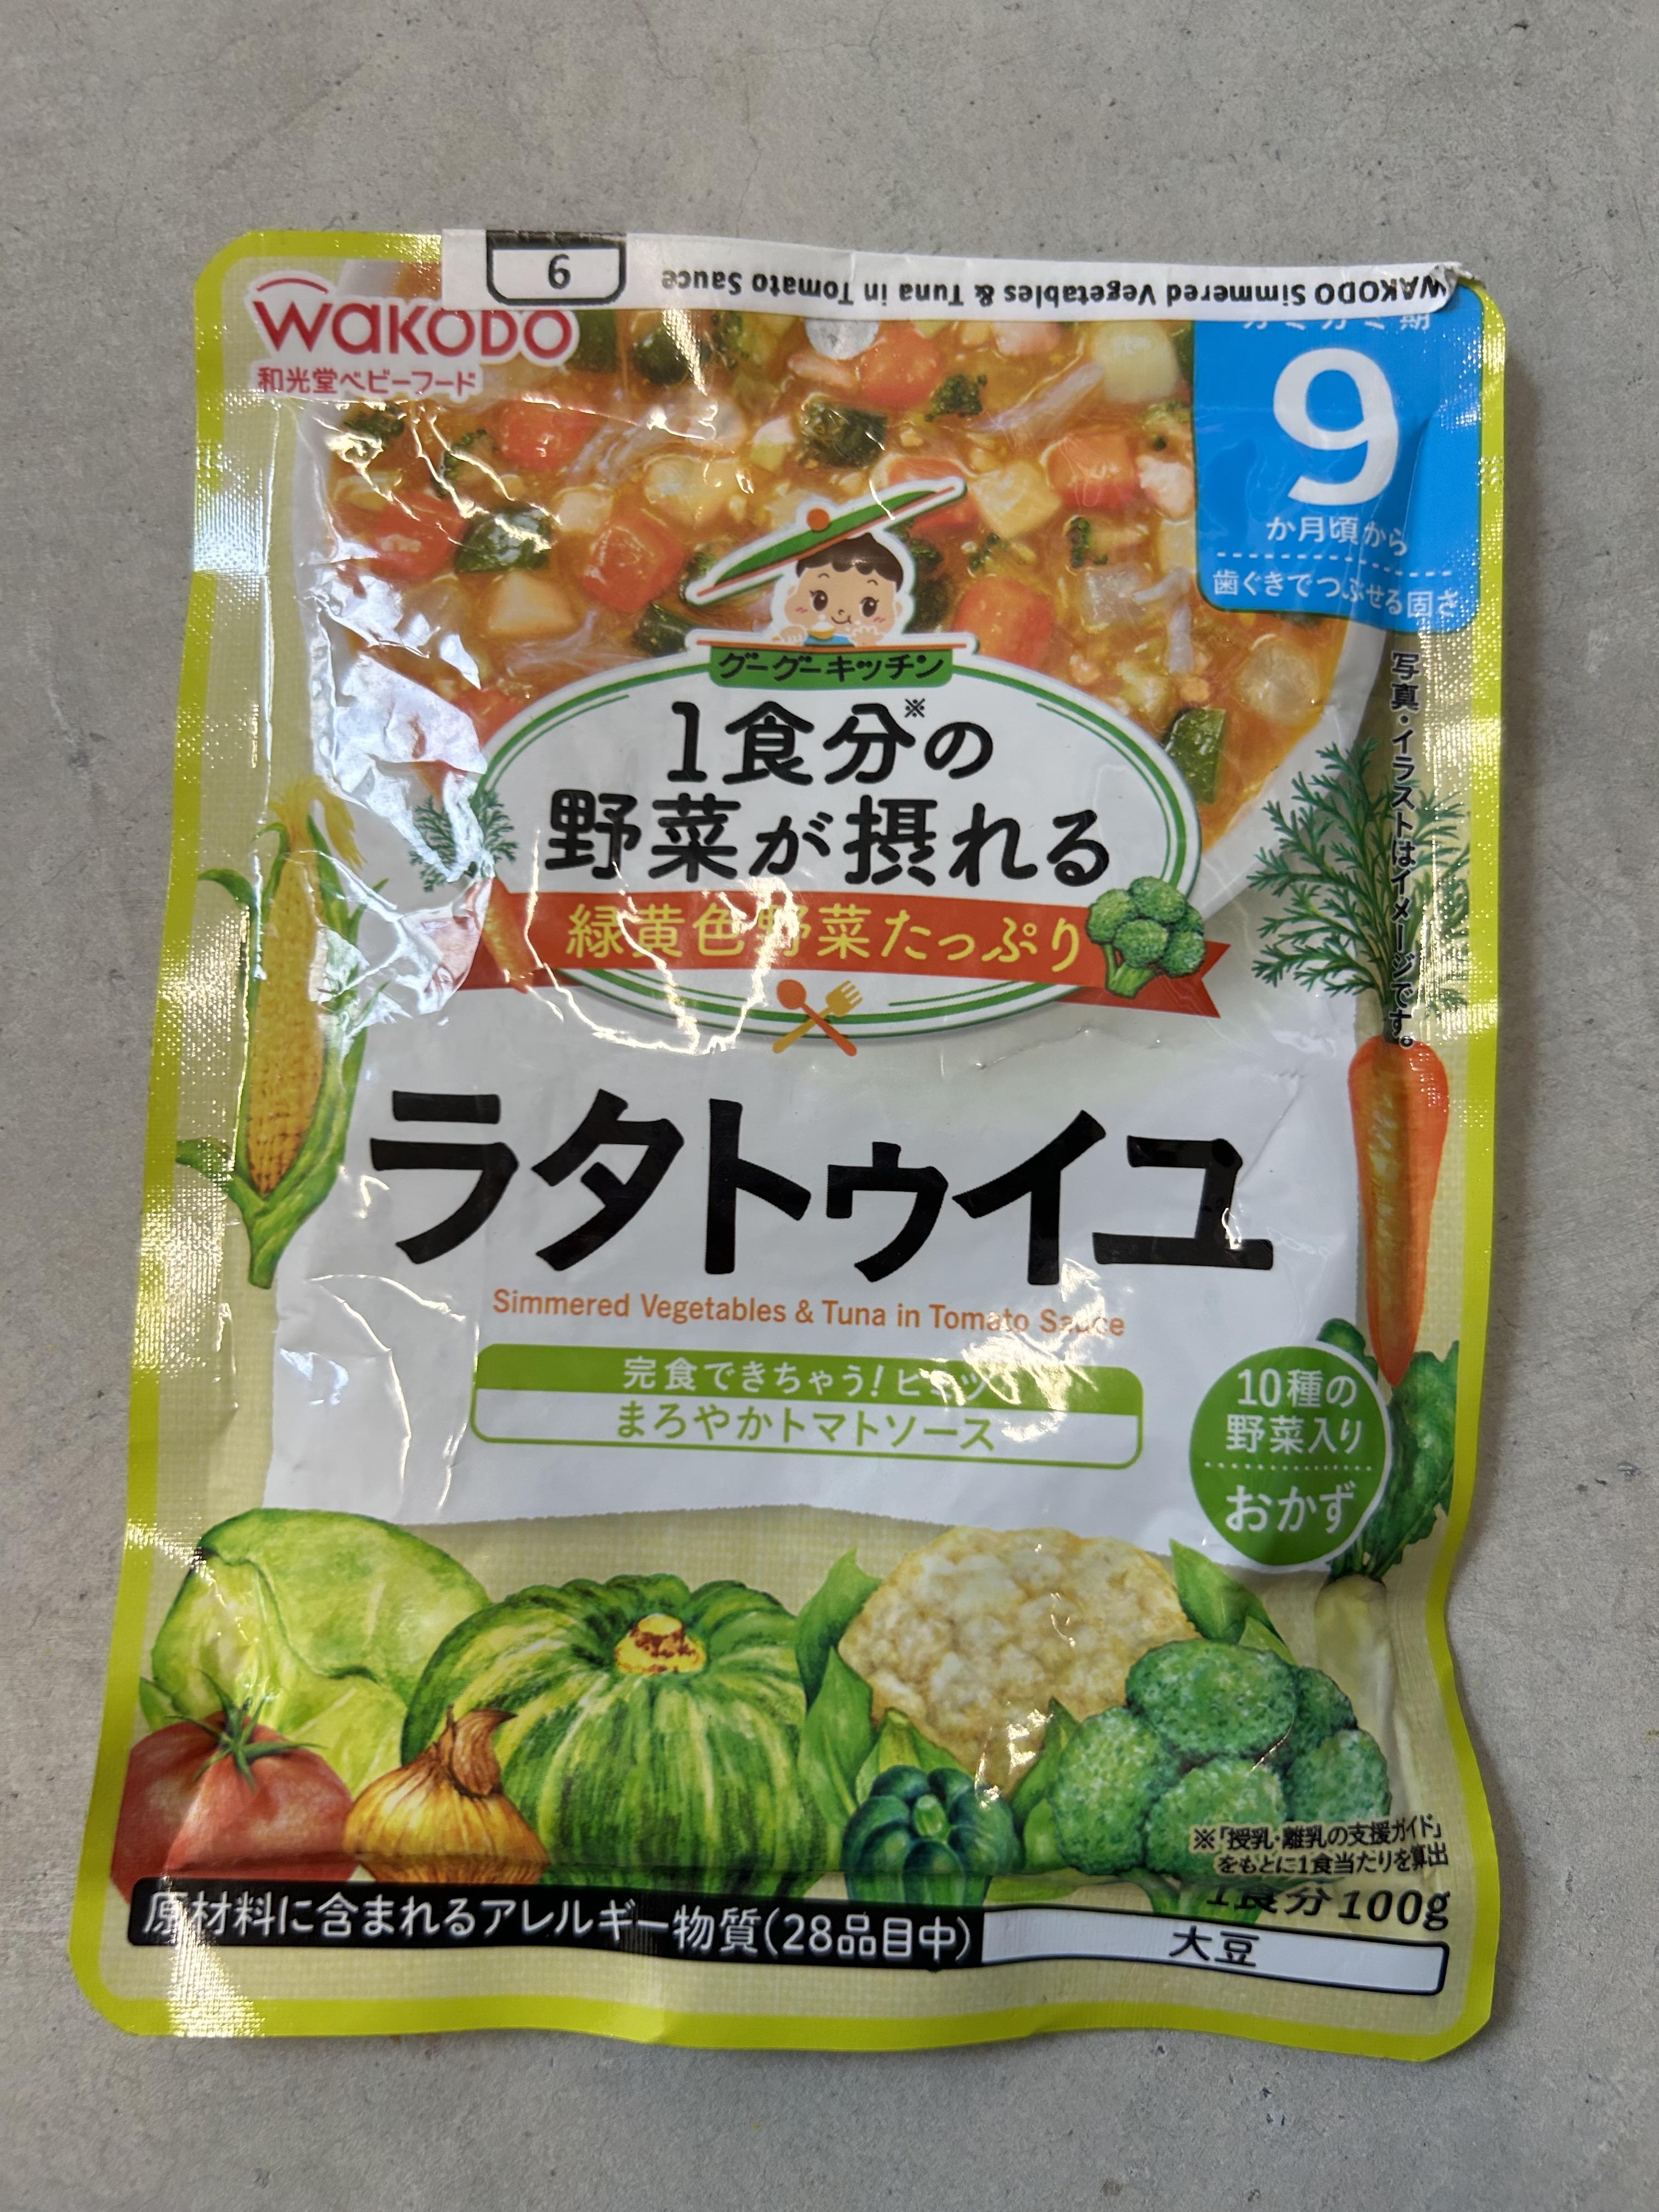 WAKODO Simmered Vegetables & Tuna in Tomato Sauce
6
wakodo
和光堂ベビーフード
カミカミ期
9
か月頃から
歯ぐきでつぶせる固さ
写真・イラストはイメージです。
グーグーキッチン
1食分※の
野菜が摂れる
緑黄色野菜たっぷり
ラタトゥイユ
Simmered Vegetables & Tuna in Tomato Sauce
完食できちゃう!ヒミツ
まろやかトマトソース
10種の
野菜入り
おかず
※「授乳・離乳の支援ガイド」
をもとに1食当たりを算出
1食分100g
原材料に含まれるアレルギー物質(28品目中)
大豆